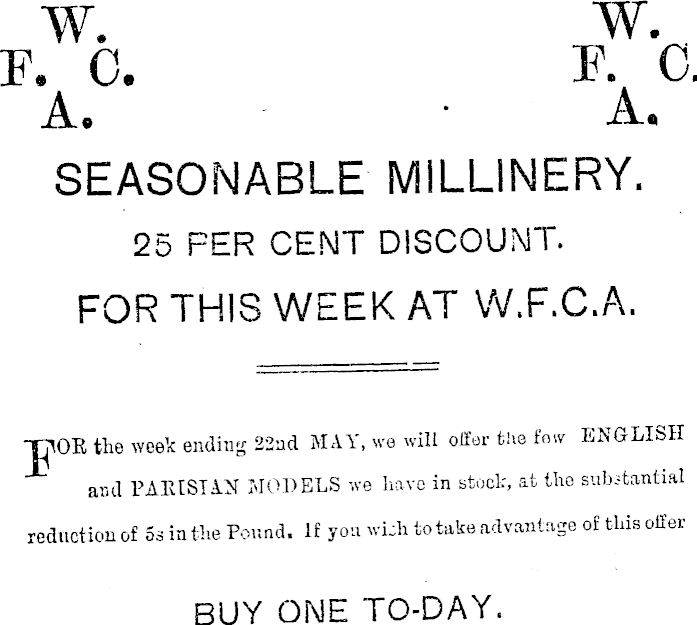 W. W.
F. C. F. C.
A. A.
SEASONABLE MILLINERY.
25 PER CENT DISCOUNT.
FOR THIS WEEK AT W.F.C.A.
FOR the week ending 22nd MAY, we will offer the few ENGLISH
and PARISIAN MODELS we have in stock, at the substantial
reduction of 5s in the Pound. If you wish to take advantage of this offer
BUY ONE TO-DAY.